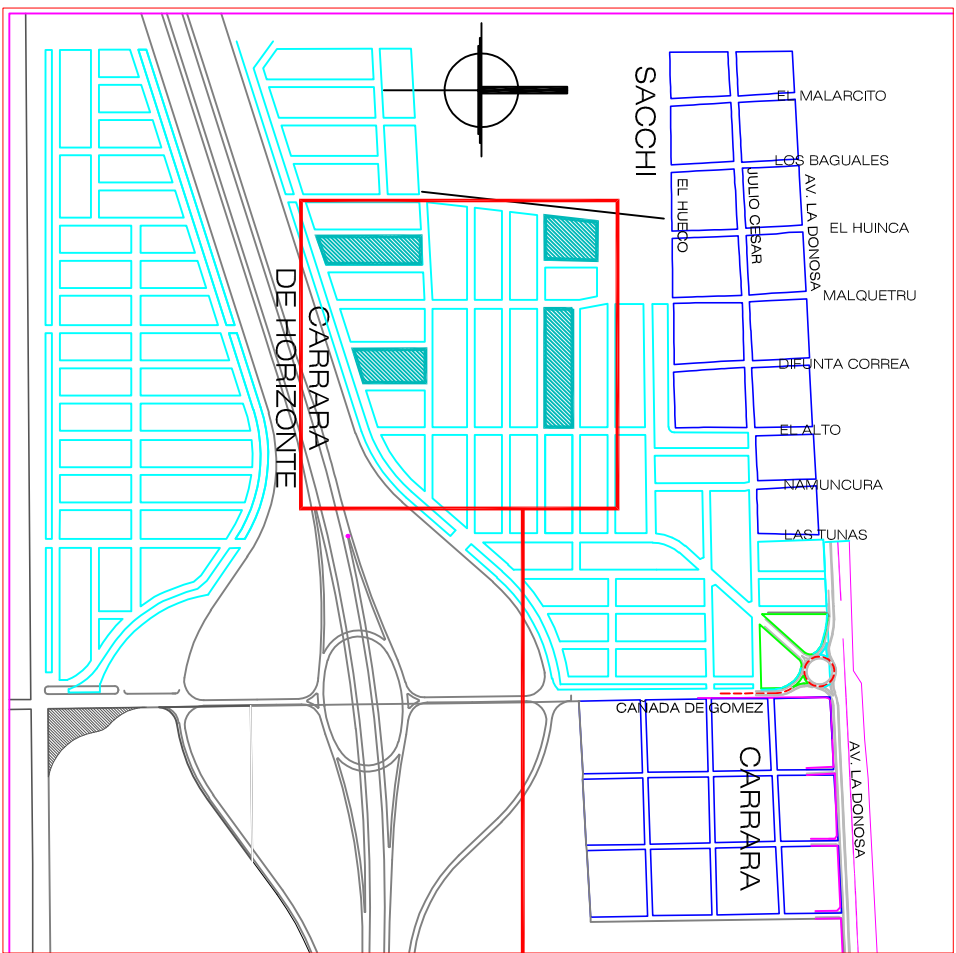 SACCHI
EL MALARCITO
LOS BAGUALES
EL HUECO
JULIO CESAR
AV. LA DONOSA
EL HUINCA
MALQUETRU
CARRARA
DE HORIZONTE
DIFUNTA CORREA
EL ALTO
NAMUNCURA
LAS TUNAS
CAÑADA DE GOMEZ
CARRARA
AV. LA DONOSA